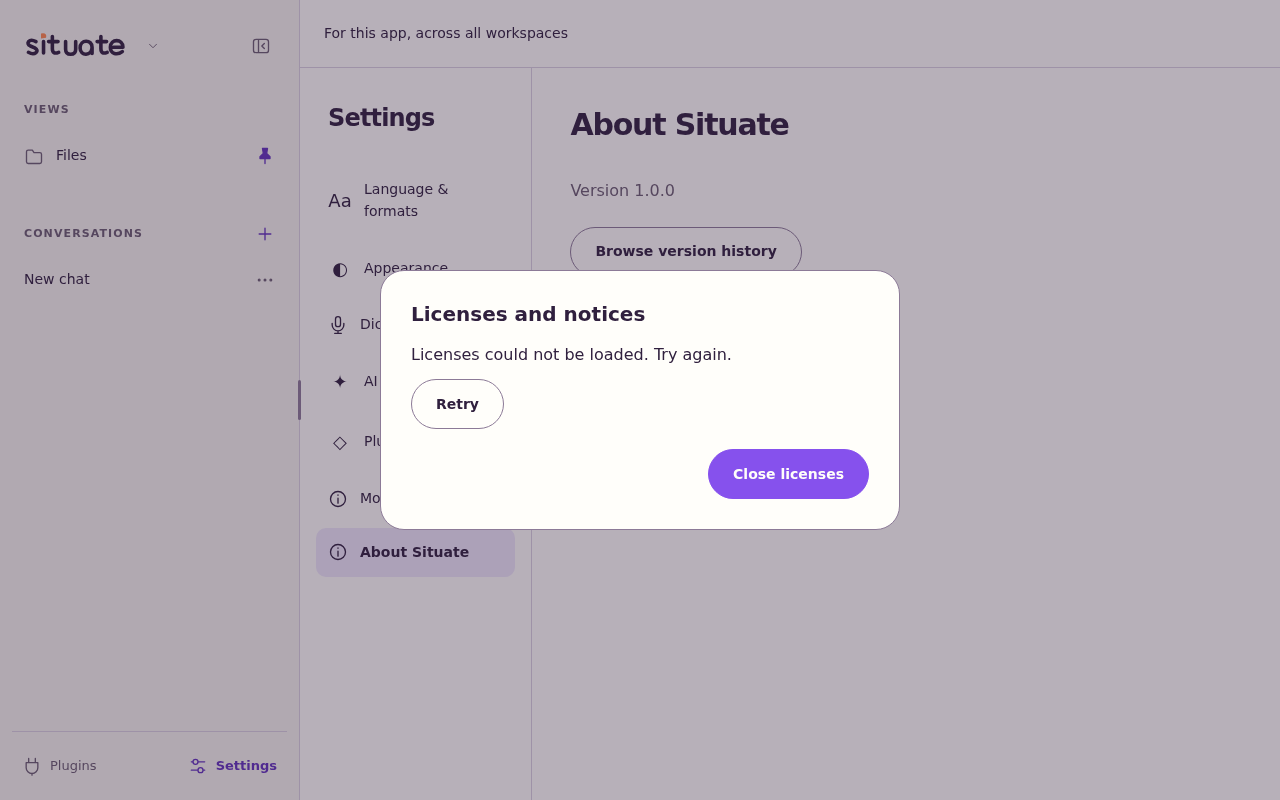 situate
VIEWS
Files
CONVERSATIONS
New chat
Plugins
Settings
For this app, across all workspaces
Settings
Aa
Language &
formats
Appearance
AI
About Situate
About Situate
Version 1.0.0
Browse version history
Licenses and notices
Licenses could not be loaded. Try again.
Retry
Close licenses